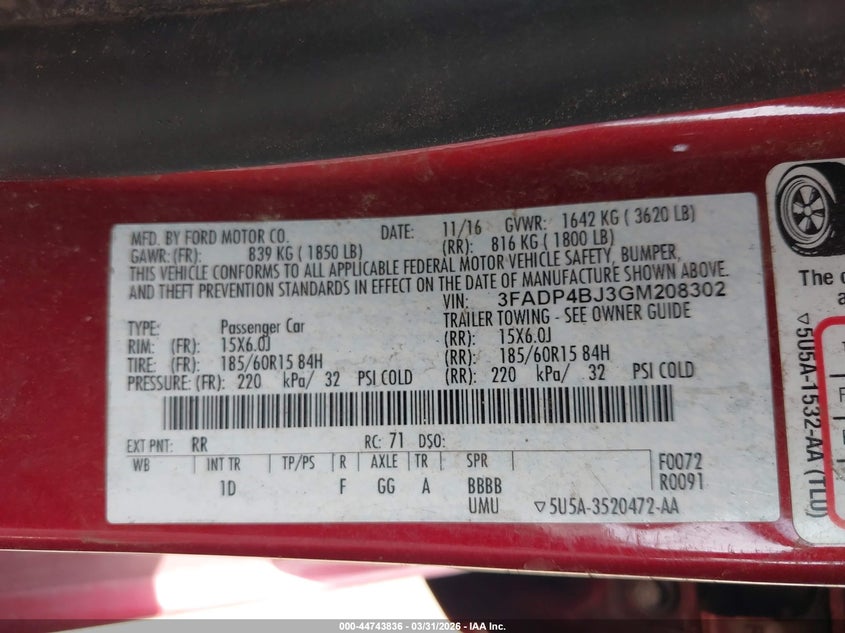 MFD. BY FORD MOTOR CO. DATE: 11/16 GVWR: 1642 KG ( 3620 LB)
GAWR: (FR): 839 KG ( 1850 LB) (RR): 816 KG ( 1800 LB)
THIS VEHICLE CONFORMS TO ALL APPLICABLE FEDERAL MOTOR VEHICLE SAFETY, BUMPER,
AND THEFT PREVENTION STANDARDS IN EFFECT ON THE DATE OF MANUFACTURE SHOWN ABOVE.
VIN: 3FADP4BJ3GM208302
TYPE: Passenger Car TRAILER TOWING - SEE OWNER GUIDE
RIM: (FR): 15X6.0J (RR): 15X6.0J
TIRE: (FR): 185/60R15 84H (RR): 185/60R15 84H
PRESSURE: (FR): 220 kPa/ 32 PSI COLD (RR): 220 kPa/ 32 PSI COLD
EXT PNT: RR RC: 71 DSO:
WB INT TR TP/PS R AXLE TR SPR F0072
1D F GG A BBBB R0091
UMU ▽5U5A-3520472-AA
The c
▽5U5A-1532-AA (TLU)
000-44743836 - 03/31/2026 - IAA Inc.